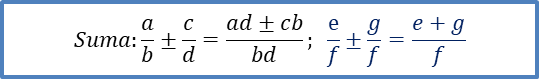 Suma: a/b ± c/d = (ad ± cb)/bd ; e/f ± g/f = (e + g)/f